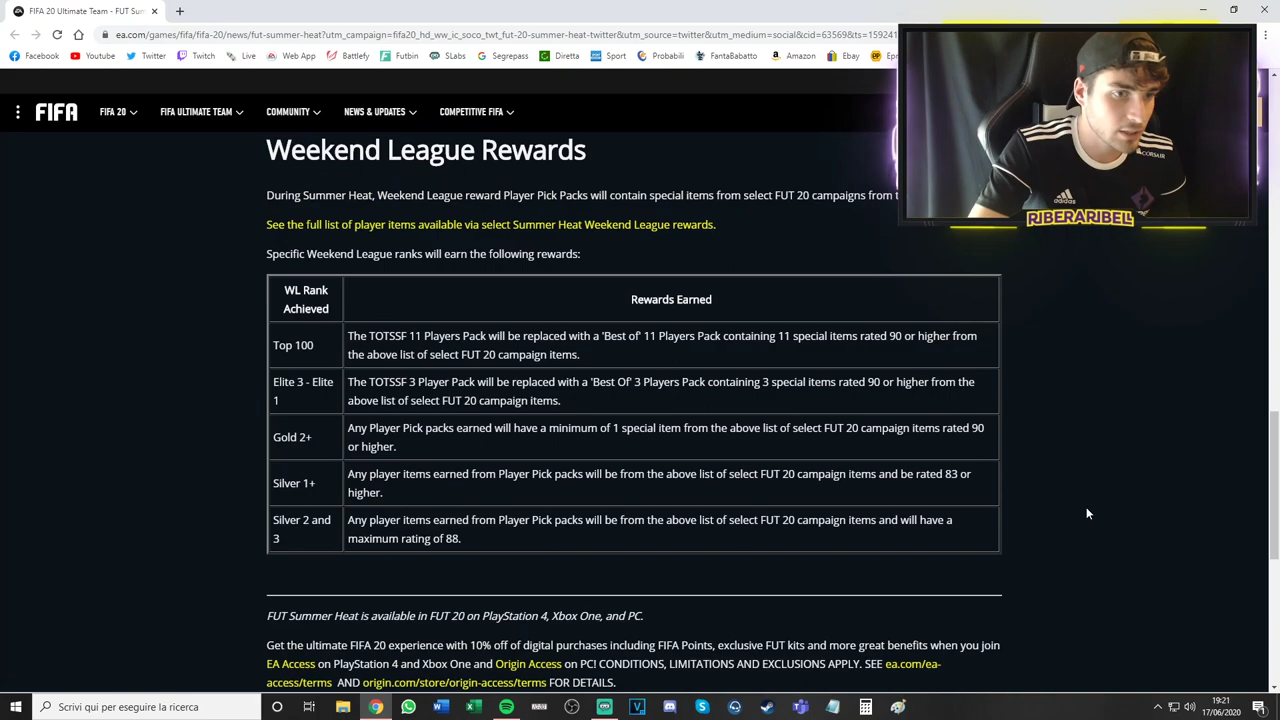 FIFA 20 Ultimate Team - FUT Sum
ea.com/games/fifa/fifa-20/news/fut-summer-heat?utm_campaign=fifa20_hd_ww_ic_soco_twt_fut-20-summer-heat-twitter&utm_source=twitter&utm_medium=social&cid=63569&ts=159241
Facebook Youtube Twitter Twitch Live Web App Battlefy Futbin SoFifa Segrepass Diretta Sport Probabili FantaBabatto Amazon Ebay
FIFA
FIFA 20 FIFA ULTIMATE TEAM COMMUNITY NEWS & UPDATES COMPETITIVE FIFA
adidas
CORSAIR
RIBERARIBELL
Weekend League Rewards
During Summer Heat, Weekend League reward Player Pick Packs will contain special items from select FUT 20 campaigns from
See the full list of player items available via select Summer Heat Weekend League rewards.
Specific Weekend League ranks will earn the following rewards:
WL Rank
Achieved
Rewards Earned
Top 100
The TOTSSF 11 Players Pack will be replaced with a 'Best of' 11 Players Pack containing 11 special items rated 90 or higher from
the above list of select FUT 20 campaign items.
Elite 3 - Elite
1
The TOTSSF 3 Player Pack will be replaced with a 'Best Of' 3 Players Pack containing 3 special items rated 90 or higher from the
above list of select FUT 20 campaign items.
Gold 2+
Any Player Pick packs earned will have a minimum of 1 special item from the above list of select FUT 20 campaign items rated 90
or higher.
Silver 1+
Any player items earned from Player Pick packs will be from the above list of select FUT 20 campaign items and be rated 83 or
higher.
Silver 2 and
3
Any player items earned from Player Pick packs will be from the above list of select FUT 20 campaign items and will have a
maximum rating of 88.
FUT Summer Heat is available in FUT 20 on PlayStation 4, Xbox One, and PC.
Get the ultimate FIFA 20 experience with 10% off of digital purchases including FIFA Points, exclusive FUT kits and more great benefits when you join
EA Access on PlayStation 4 and Xbox One and Origin Access on PC! CONDITIONS, LIMITATIONS AND EXCLUSIONS APPLY. SEE ea.com/ea-
access/terms AND origin.com/store/origin-access/terms FOR DETAILS.
Scrivi qui per eseguire la ricerca
19:21
17/06/2020